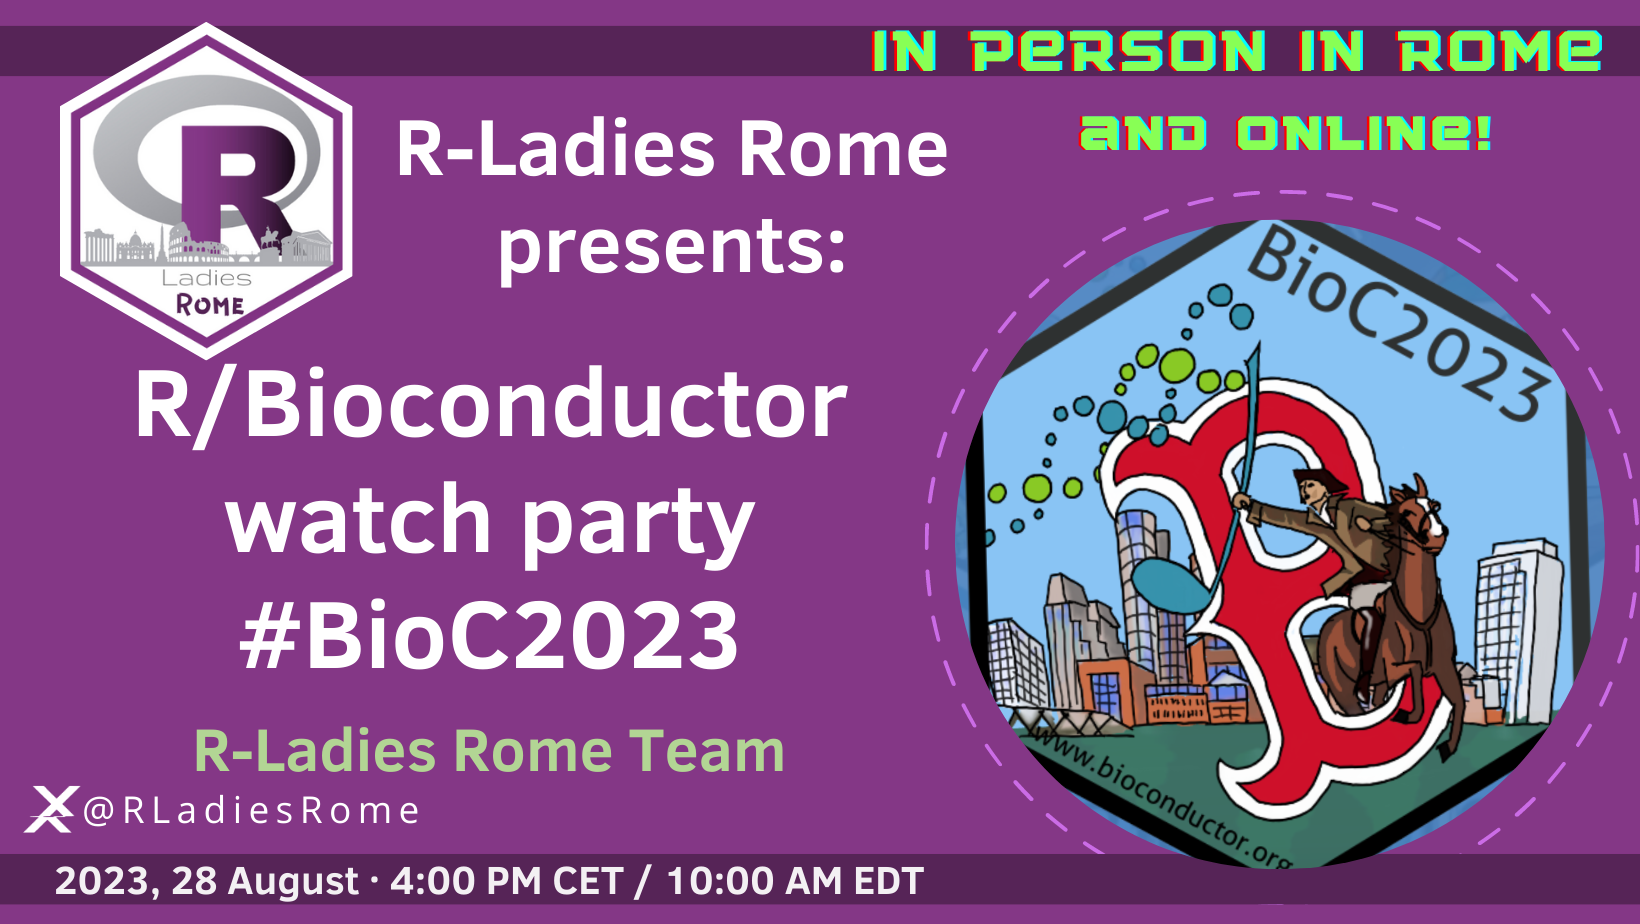 IN PERSON IN ROME
AND ONLINE!
R
Ladies
ROME
R-Ladies Rome
presents:
R/Bioconductor
watch party
#BioC2023
R-Ladies Rome Team
@RLadiesRome
2023, 28 August · 4:00 PM CET / 10:00 AM EDT
BioC2023
B
www.bioconductor.org